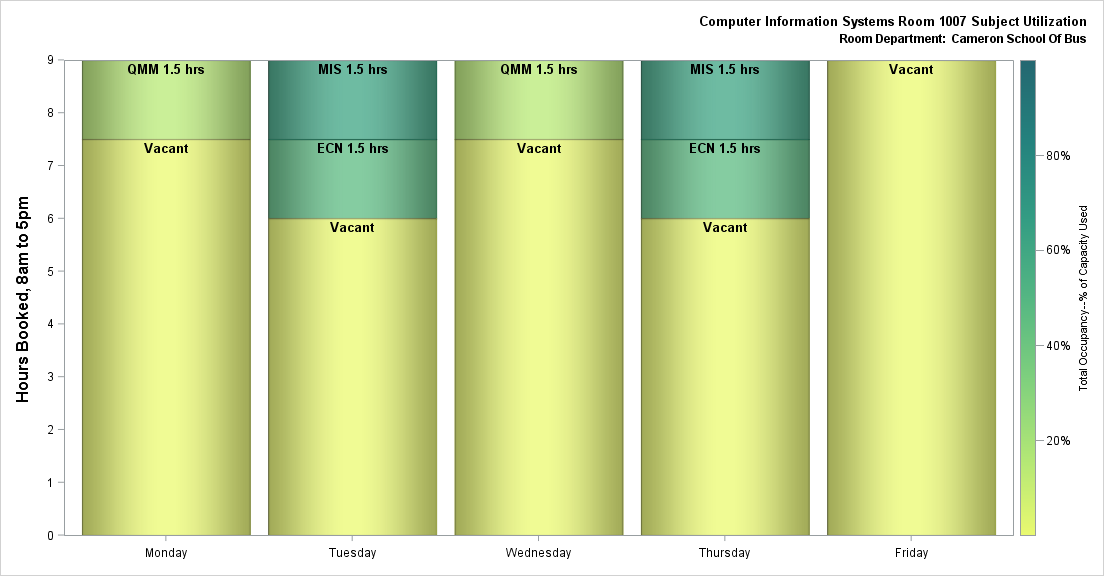 Computer Information Systems Room 1007 Subject Utilization
Room Department: Cameron School Of Bus
Hours Booked, 8am to 5pm
9
8
7
6
5
4
3
2
1
0
QMM 1.5 hrs
Vacant
MIS 1.5 hrs
ECN 1.5 hrs
Vacant
QMM 1.5 hrs
Vacant
MIS 1.5 hrs
ECN 1.5 hrs
Vacant
Vacant
Monday
Tuesday
Wednesday
Thursday
Friday
80%
60%
40%
20%
Total Occupancy--% of Capacity Used